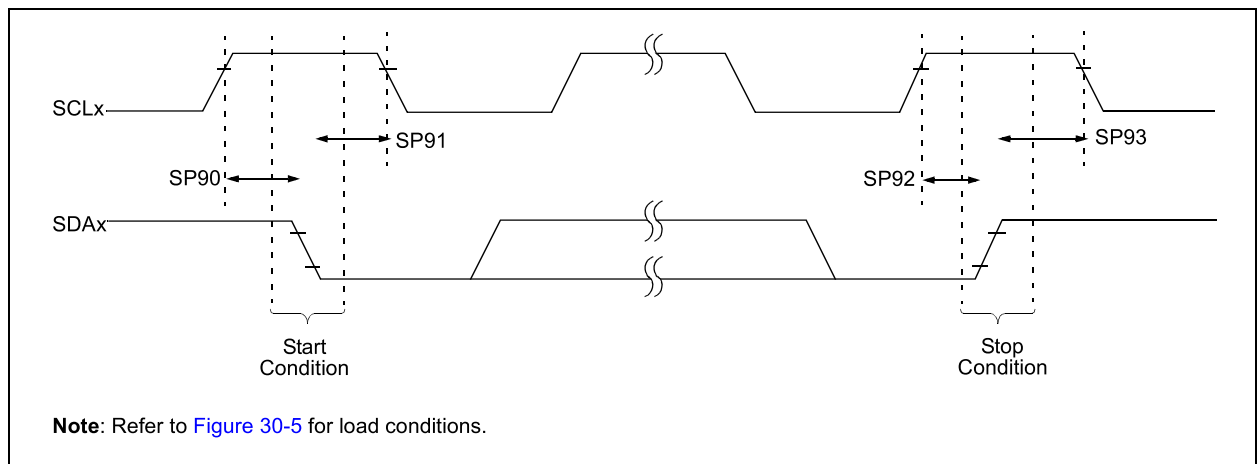 SCLx
SP91
SP93
SP90
SP92
SDAx
Start
Condition
Stop
Condition
Note: Refer to Figure 30-5 for load conditions.